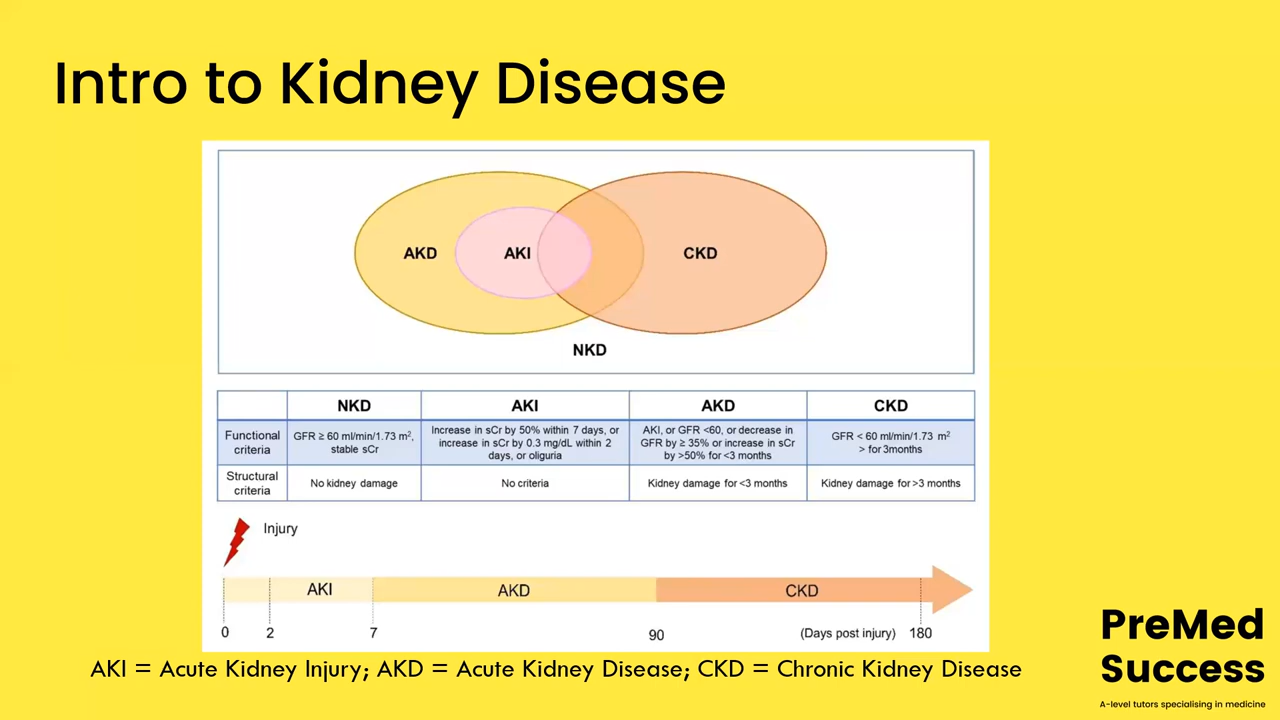 Intro to Kidney Disease
AKD
AKI
CKD
NKD
NKD
AKI
AKD
CKD
Functional
criteria
GFR ≥ 60 ml/min/1.73 m²,
stable sCr
Increase in sCr by 50% within 7 days, or
increase in sCr by 0.3 mg/dL within 2
days, or oliguria
AKI, or GFR <60, or decrease in
GFR by ≥ 35% or increase in sCr
by >50% for <3 months
GFR < 60 ml/min/1.73 m²
> for 3months
Structural
criteria
No kidney damage
No criteria
Kidney damage for <3 months
Kidney damage for >3 months
Injury
AKI
AKD
CKD
0
2
7
90
(Days post injury)
180
AKI = Acute Kidney Injury; AKD = Acute Kidney Disease; CKD = Chronic Kidney Disease
PreMed
Success
A-level tutors specialising in medicine